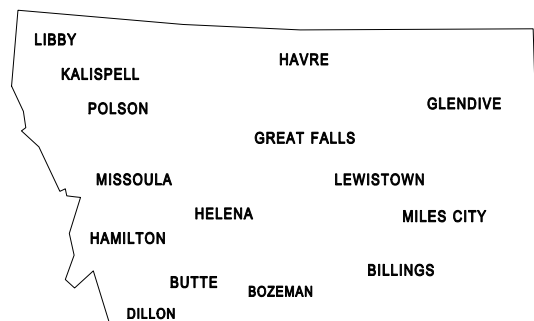 LIBBY
HAVRE
KALISPELL
POLSON
GLENDIVE
GREAT FALLS
MISSOULA
LEWISTOWN
HELENA
MILES CITY
HAMILTON
BILLINGS
BUTTE
BOZEMAN
DILLON